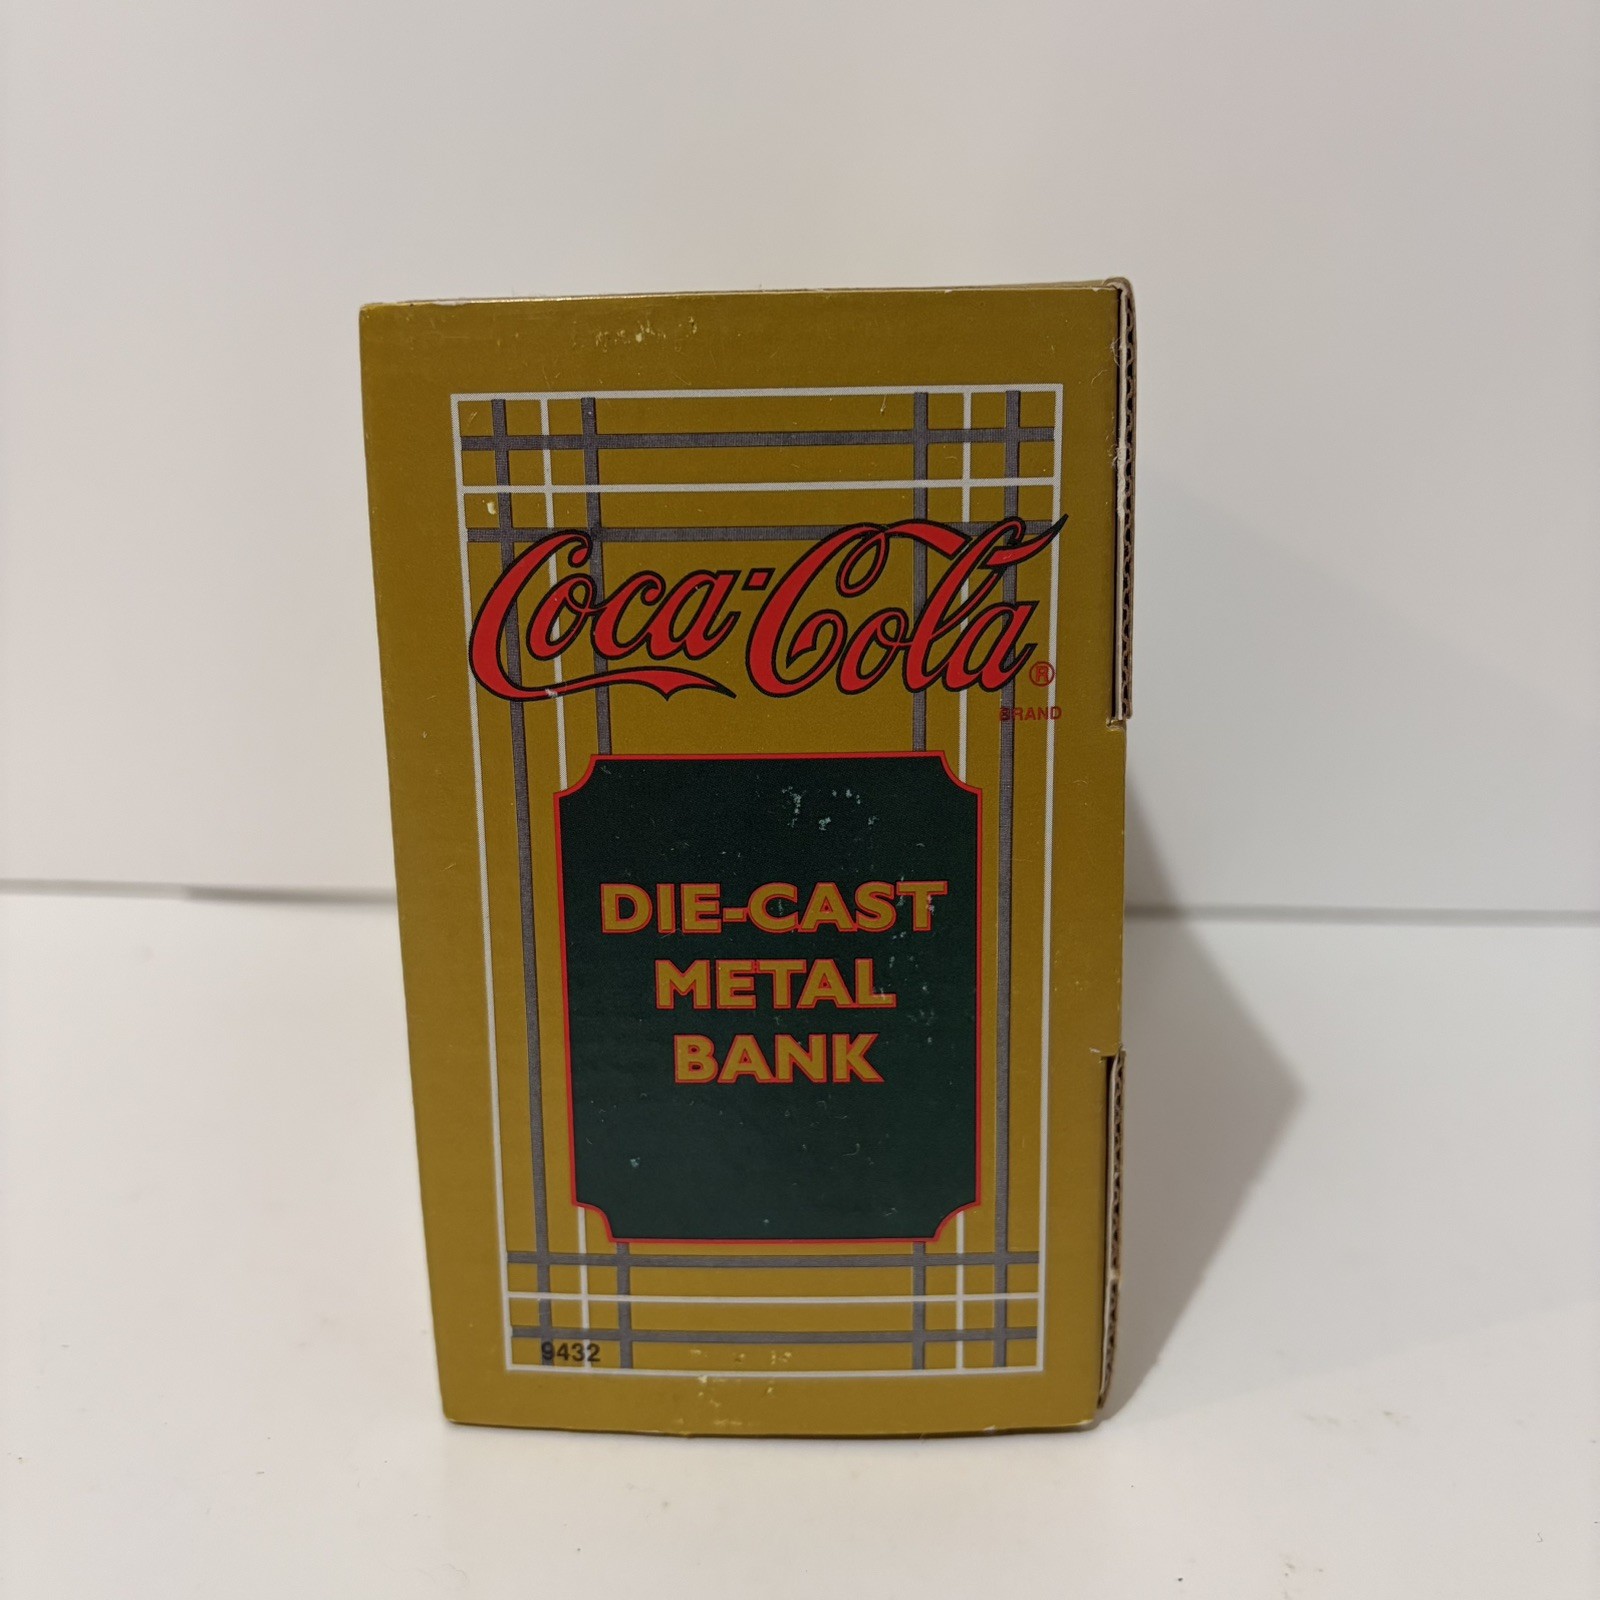 Coca-Cola®
BRAND
DIE-CAST
METAL
BANK
9432